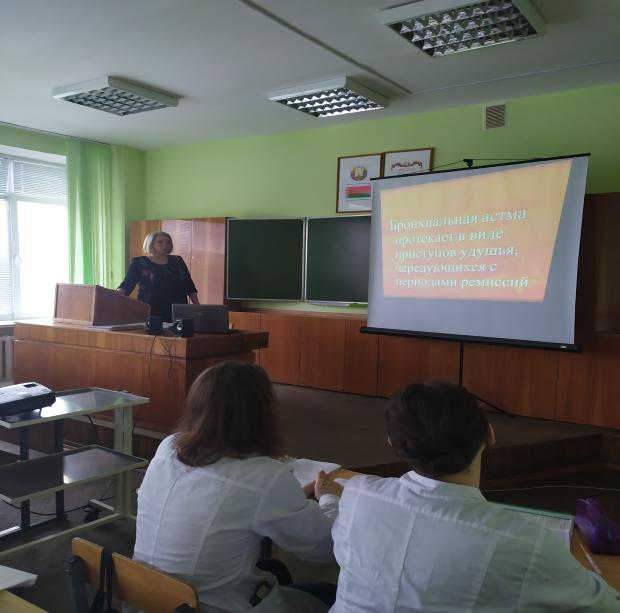 Бронхиальная астма
протекает в виде
приступов удушья,
чередующихся с
периодами ремиссий